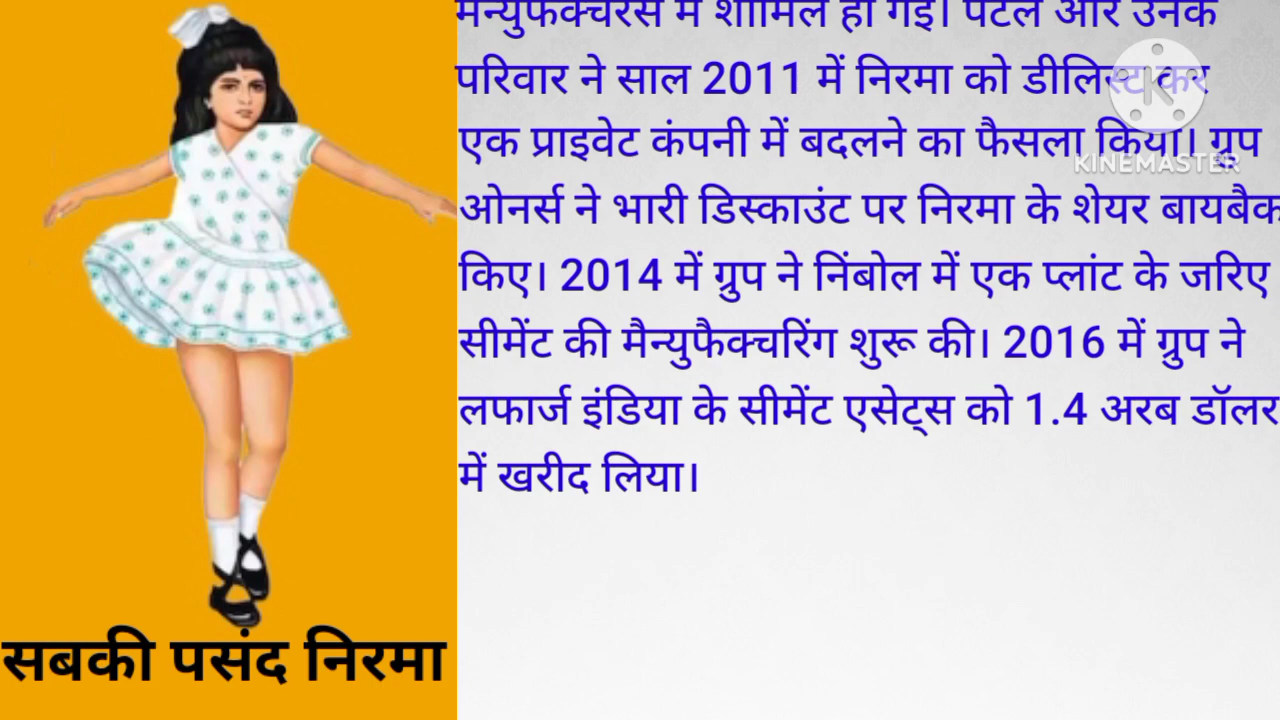 मैन्युफैक्चरर्स में शामिल हो गई। पटेल और उनके
परिवार ने साल 2011 में निरमा को डीलिस्ट कर
एक प्राइवेट कंपनी में बदलने का फैसला किया। ग्रुप
ओनर्स ने भारी डिस्काउंट पर निरमा के शेयर बायबैक
किए। 2014 में ग्रुप ने निंबोल में एक प्लांट के जरिए
सीमेंट की मैन्युफैक्चरिंग शुरू की। 2016 में ग्रुप ने
लफार्ज इंडिया के सीमेंट एसेट्स को 1.4 अरब डॉलर
में खरीद लिया।
सबकी पसंद निरमा
K
KINEMASTER